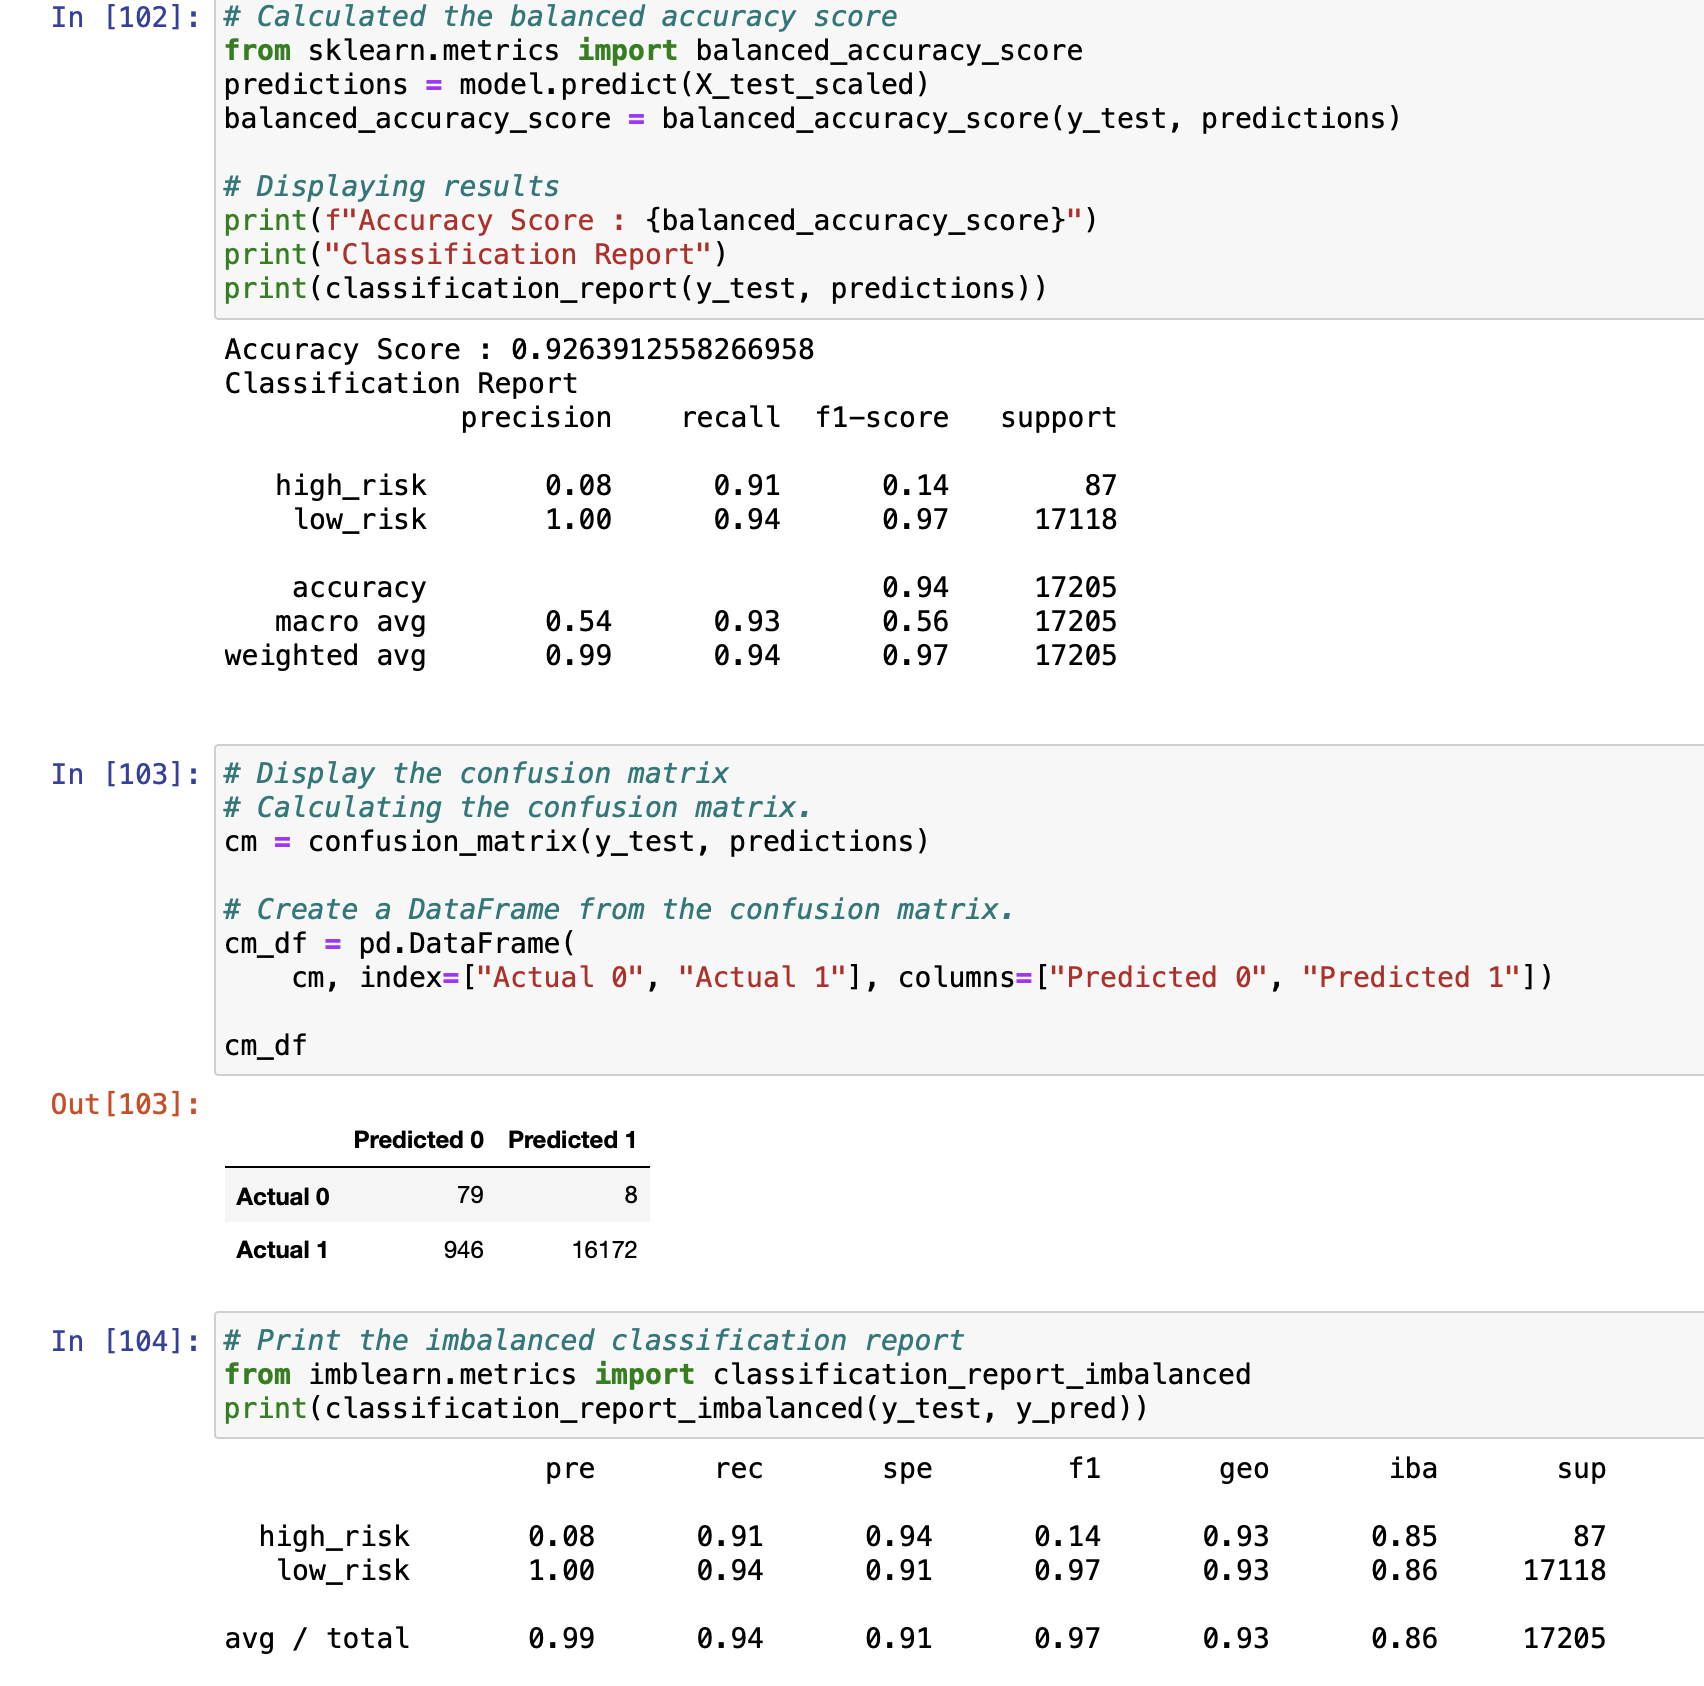 In [102]: # Calculated the balanced accuracy score
from sklearn.metrics import balanced_accuracy_score
predictions = model.predict(X_test_scaled)
balanced_accuracy_score = balanced_accuracy_score(y_test, predictions)
# Displaying results
print(f"Accuracy Score : {balanced_accuracy_score}")
print("Classification Report")
print(classification_report(y_test, predictions))
Accuracy Score : 0.9263912558266958
Classification Report
precision recall f1-score support
high_risk 0.08 0.91 0.14 87
low_risk 1.00 0.94 0.97 17118
accuracy 0.94 17205
macro avg 0.54 0.93 0.56 17205
weighted avg 0.99 0.94 0.97 17205
In [103]: # Display the confusion matrix
# Calculating the confusion matrix.
cm = confusion_matrix(y_test, predictions)
# Create a DataFrame from the confusion matrix.
cm_df = pd.DataFrame(
cm, index=["Actual 0", "Actual 1"], columns=["Predicted 0", "Predicted 1"])
cm_df
Out[103]:
Predicted 0 Predicted 1
Actual 0 79 8
Actual 1 946 16172
In [104]: # Print the imbalanced classification report
from imblearn.metrics import classification_report_imbalanced
print(classification_report_imbalanced(y_test, y_pred))
pre rec spe f1 geo iba sup
high_risk 0.08 0.91 0.94 0.14 0.93 0.85 87
low_risk 1.00 0.94 0.91 0.97 0.93 0.86 17118
avg / total 0.99 0.94 0.91 0.97 0.93 0.86 17205